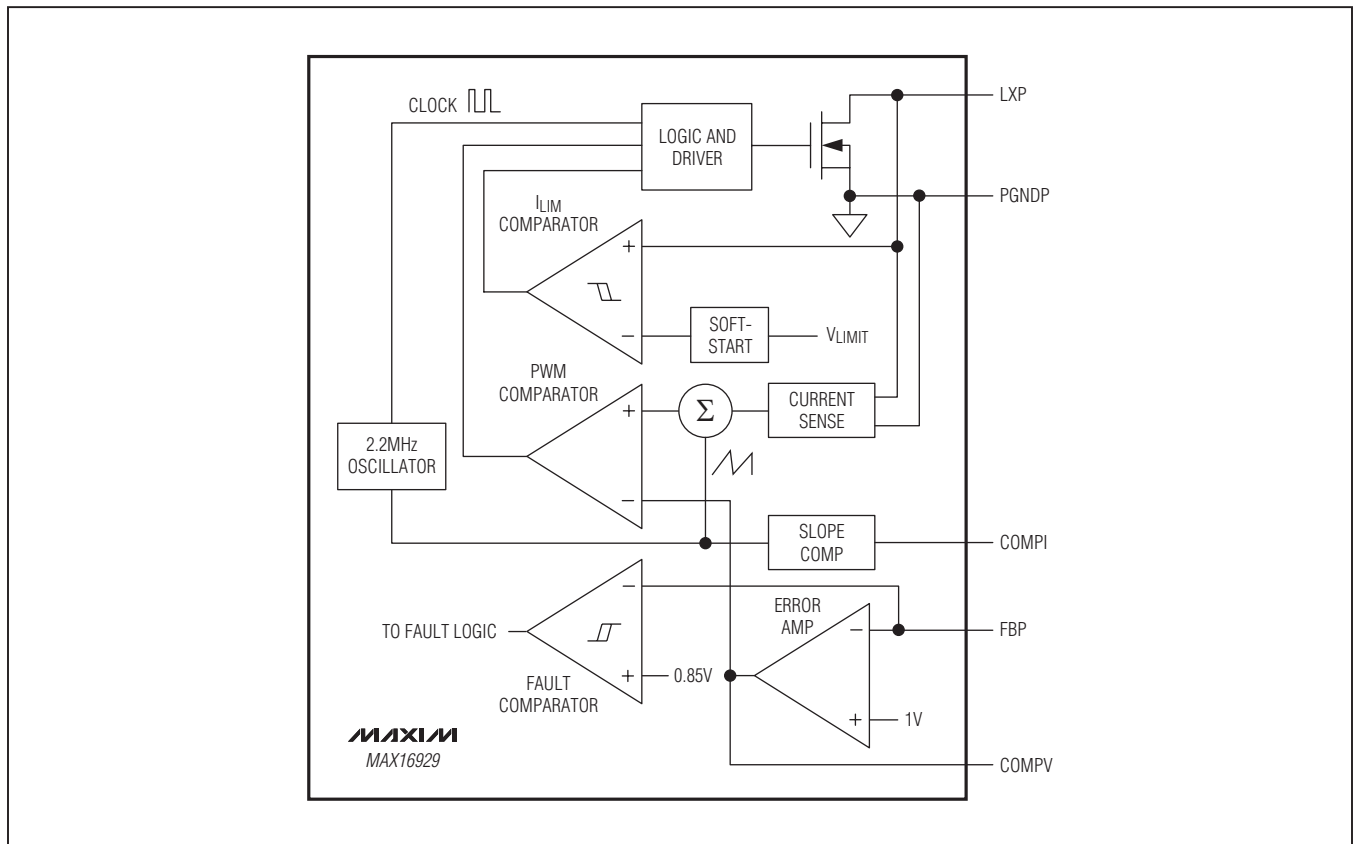 CLOCK
LOGIC AND
DRIVER
LXP
PGNDP
ILIM
COMPARATOR
+
−
SOFT-
START
VLIMIT
PWM
COMPARATOR
+
−
Σ
CURRENT
SENSE
2.2MHz
OSCILLATOR
SLOPE
COMP
COMPI
−
+
TO FAULT LOGIC
0.85V
FAULT
COMPARATOR
ERROR
AMP
−
+
1V
FBP
COMPV
MAXIM
MAX16929